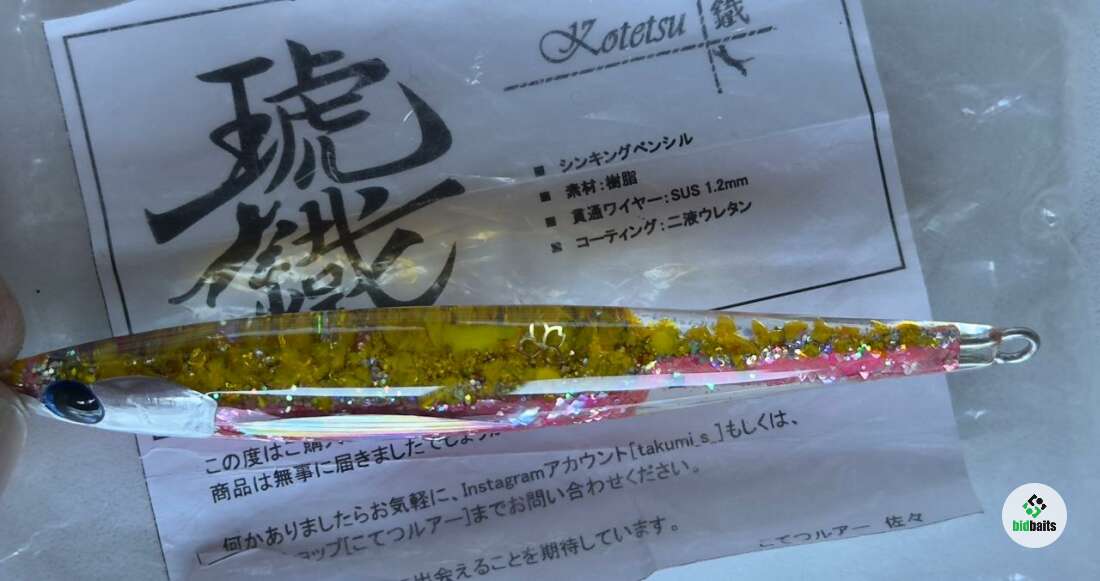 Kotetsu
鐵
琥
鐵
■ シンキングペンシル
■ 素材：樹脂
■ 貫通ワイヤー：SUS 1.2mm
■ コーティング：二液ウレタン
この度はご購入
商品は無事に届きましたでしょうか
何かありましたらお気軽に、Instagramアカウント[takumi_s_]もしくは、
ョップ[こてつルアー]までお問い合わせください。
出会えることを期待しています。
こてつルアー 佐々
bidbaits